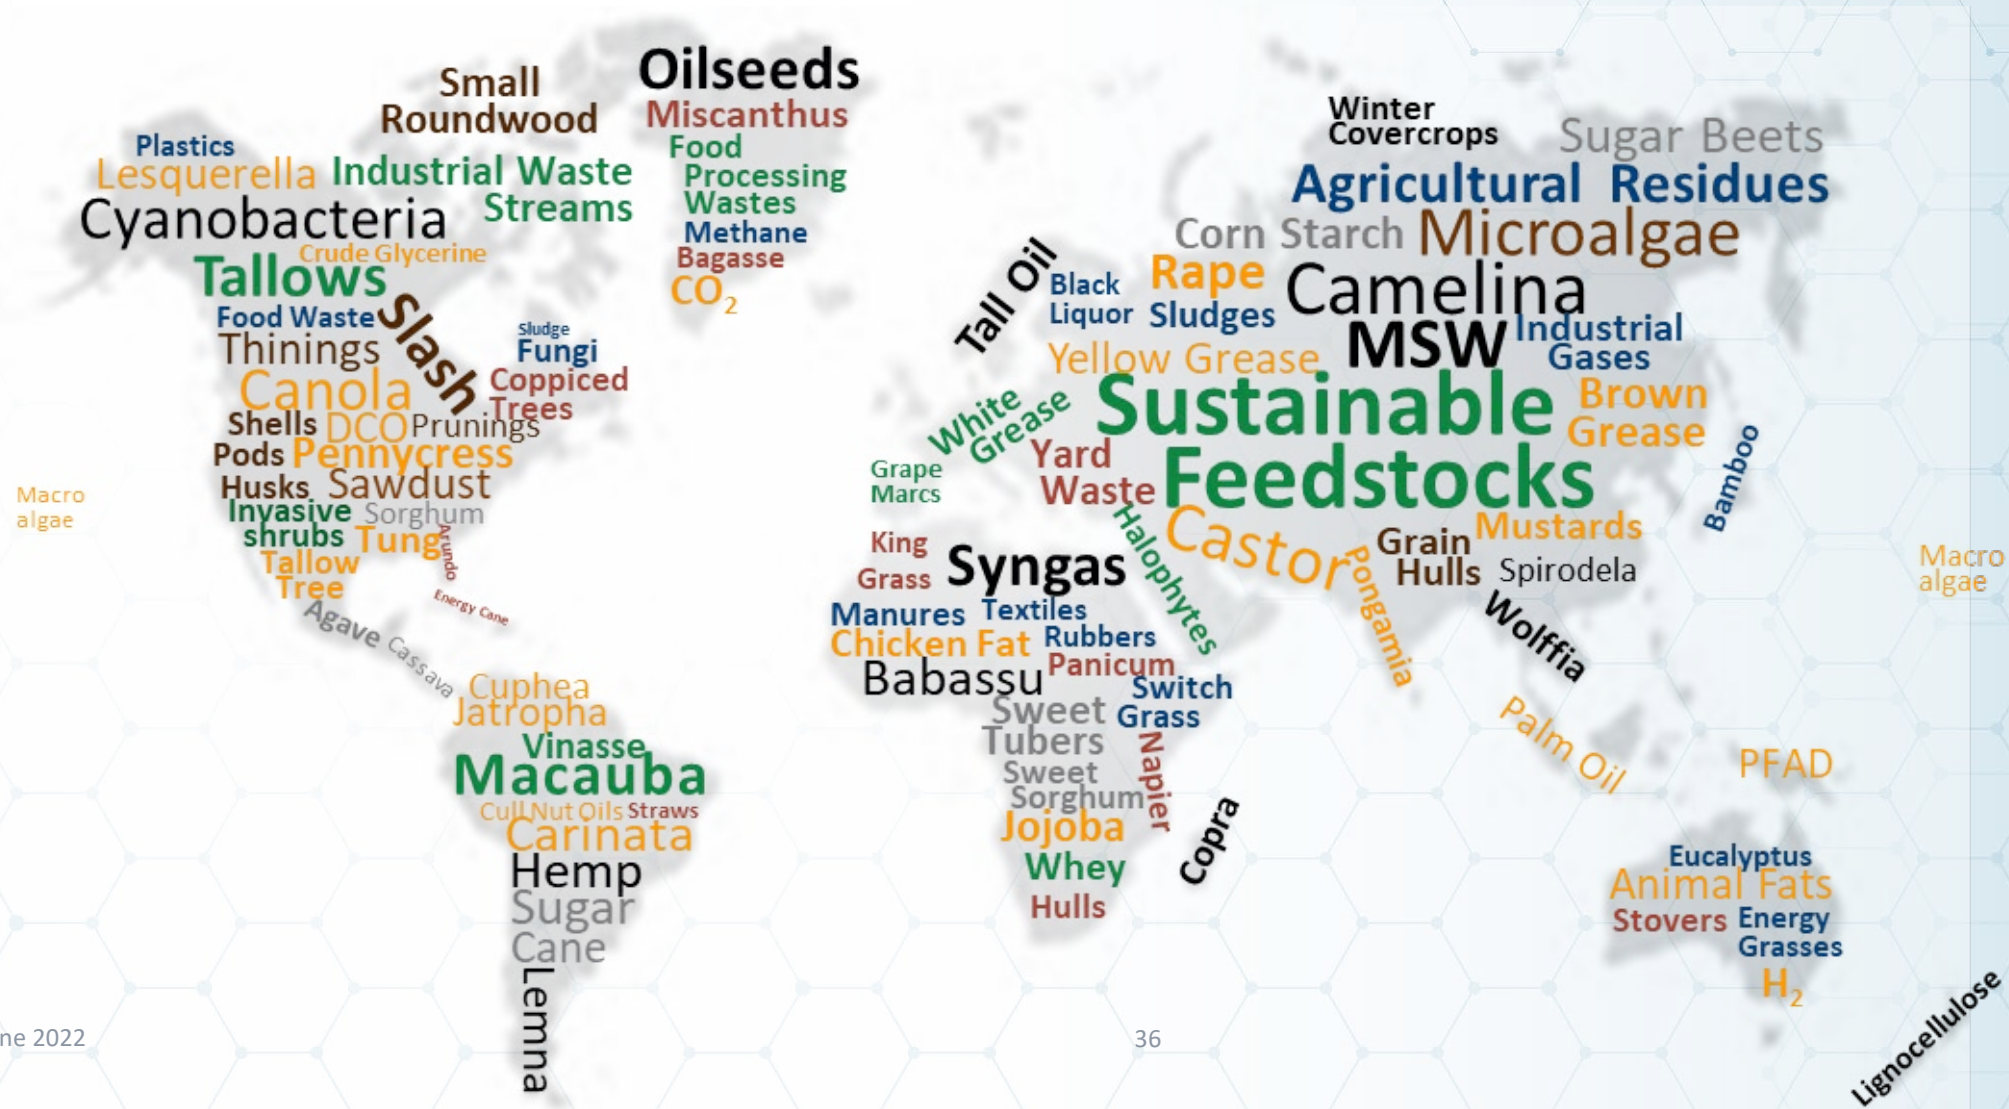 Small
Roundwood
Plastics
Lesquerella
Industrial Waste
Streams
Cyanobacteria
Crude Glycerine
Tallows
Slash
Food Waste
Thinings
Sludge
Fungi
Canola
Coppiced
Trees
Shells
DCO
Prunings
Pods
Pennycress
Husks
Sawdust
Invasive
shrubs
Sorghum
Tung
Arundo
Tallow
Tree
Energy Cane
Agave
Cassava
Macro
algae
Oilseeds
Miscanthus
Food
Processing
Wastes
Methane
Bagasse
CO2
Cuphea
Jatropha
Vinasse
Macauba
Cull Nut Oils
Straws
Carinata
Hemp
Sugar
Cane
Lemna
Winter
Covercrops
Sugar Beets
Agricultural Residues
Corn Starch
Microalgae
Tall Oil
Black
Liquor
Rape
Sludges
Camelina
MSW
Industrial
Gases
Yellow Grease
Sustainable
Feedstocks
Brown
Grease
White
Grease
Yard
Waste
Grape
Marcs
Bamboo
Halophytes
Castor
Pongamia
Grain
Hulls
Mustards
Spirodela
Wolffia
King
Grass
Syngas
Manures
Textiles
Chicken Fat
Rubbers
Babassu
Panicum
Switch
Grass
Sweet
Tubers
Sweet
Sorghum
Napier
Jojoba
Whey
Hulls
Copra
Palm Oil
PFAD
Macro
algae
Eucalyptus
Animal Fats
Stovers
Energy
Grasses
H2
Lignocellulose
ne 2022
36